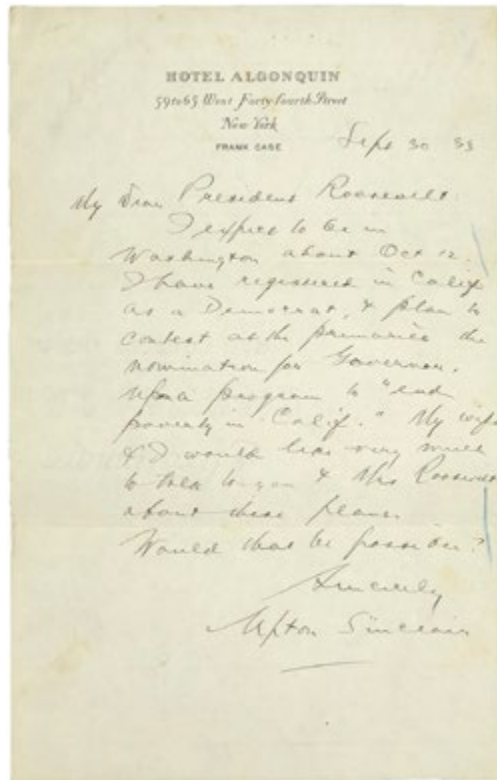 HOTEL ALGONQUIN
59 to 65 West Forty-fourth Street
New York
FRANK CASE
Sept 30 33
My Dear President Roosevelt
I expect to be in
Washington about Oct 12.
I have registered in Calif
as a Democrat, & plan to
contest at the primaries the
nomination for Governor,
upon a program to "end
poverty in Calif." My wife
& I would like very much
to talk to you & Mrs Roosevelt
about these plans.
Would that be possible?
Sincerely
Upton Sinclair